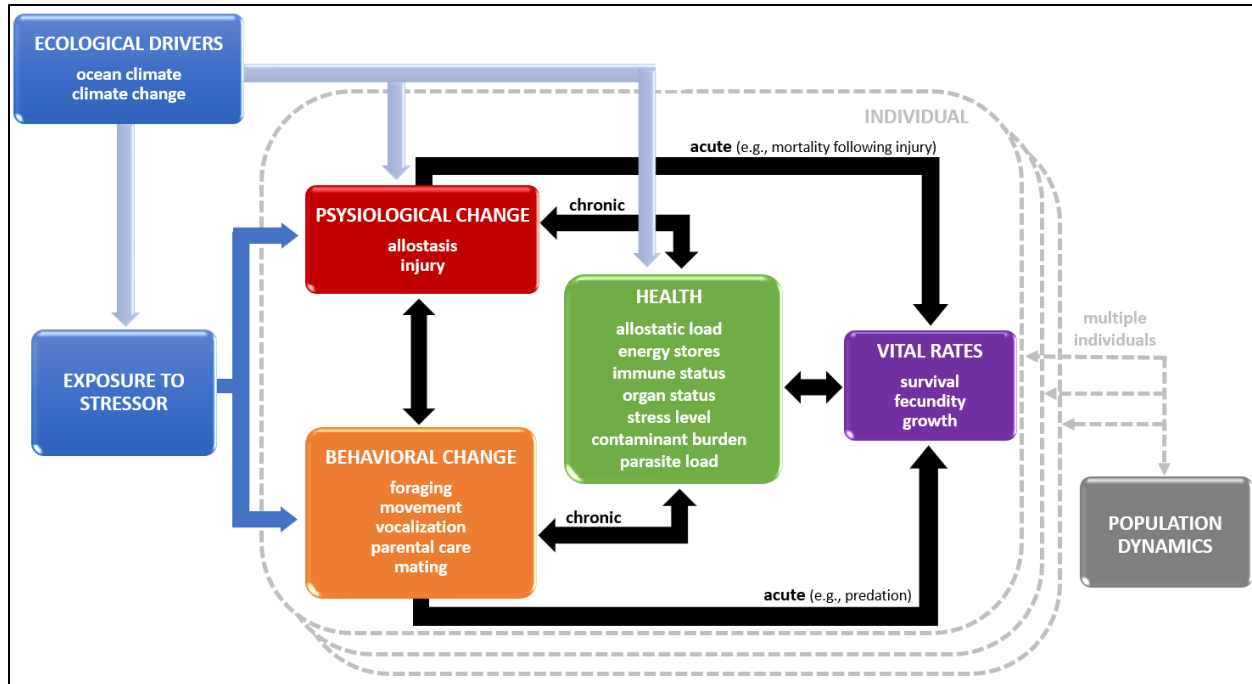 ECOLOGICAL DRIVERS
ocean climate
climate change
INDIVIDUAL
acute (e.g., mortality following injury)
PSYSIOLOGICAL CHANGE
allostasis
injury
chronic
HEALTH
allostatic load
energy stores
immune status
organ status
stress level
contaminant burden
parasite load
multiple
individuals
VITAL RATES
survival
fecundity
growth
EXPOSURE TO
STRESSOR
BEHAVIORAL CHANGE
foraging
movement
vocalization
parental care
mating
chronic
acute (e.g., predation)
POPULATION
DYNAMICS